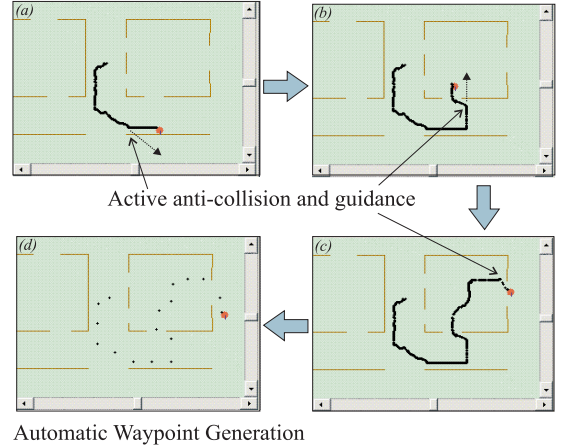 (a)
(b)
Active anti-collision and guidance
(d)
(c)
Automatic Waypoint Generation